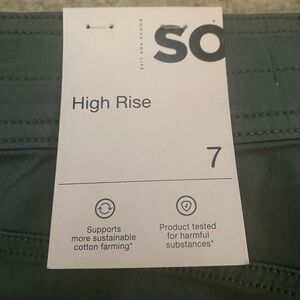 SO
High Rise
7
Supports
more sustainable
cotton farming*
Product tested
for harmful
substances*